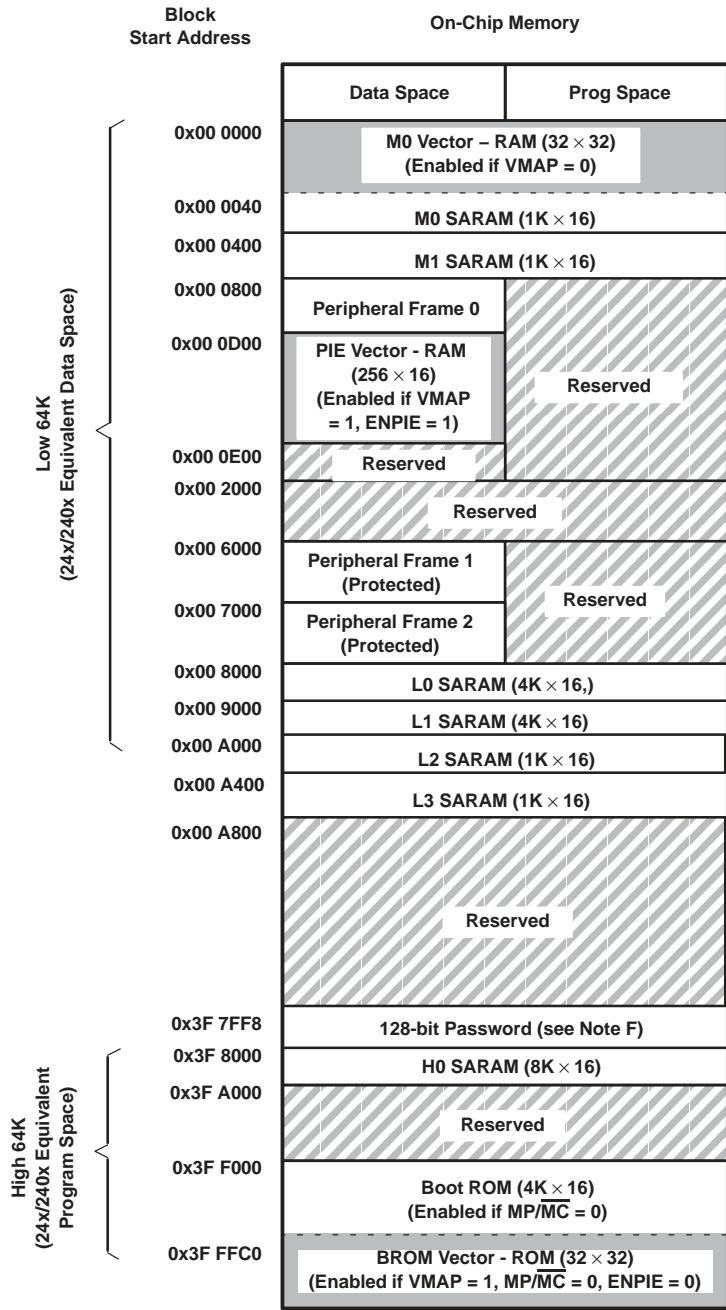 Block
Start Address
On-Chip Memory
Data Space
Prog Space
0x00 0000
M0 Vector – RAM (32 × 32)
(Enabled if VMAP = 0)
0x00 0040
M0 SARAM (1K × 16)
0x00 0400
M1 SARAM (1K × 16)
0x00 0800
Peripheral Frame 0
0x00 0D00
PIE Vector - RAM
(256 × 16)
(Enabled if VMAP
= 1, ENPIE = 1)
Reserved
0x00 0E00
Reserved
0x00 2000
Reserved
0x00 6000
Peripheral Frame 1
(Protected)
Reserved
0x00 7000
Peripheral Frame 2
(Protected)
0x00 8000
L0 SARAM (4K × 16,)
0x00 9000
L1 SARAM (4K × 16)
0x00 A000
L2 SARAM (1K × 16)
0x00 A400
L3 SARAM (1K × 16)
0x00 A800
Reserved
Low 64K
(24x/240x Equivalent Data Space)
0x3F 7FF8
128-bit Password (see Note F)
0x3F 8000
H0 SARAM (8K × 16)
0x3F A000
Reserved
0x3F F000
Boot ROM (4K × 16)
(Enabled if MP/M̅C̅ = 0)
0x3F FFC0
BROM Vector - ROM (32 × 32)
(Enabled if VMAP = 1, MP/M̅C̅ = 0, ENPIE = 0)
High 64K
(24x/240x Equivalent
Program Space)